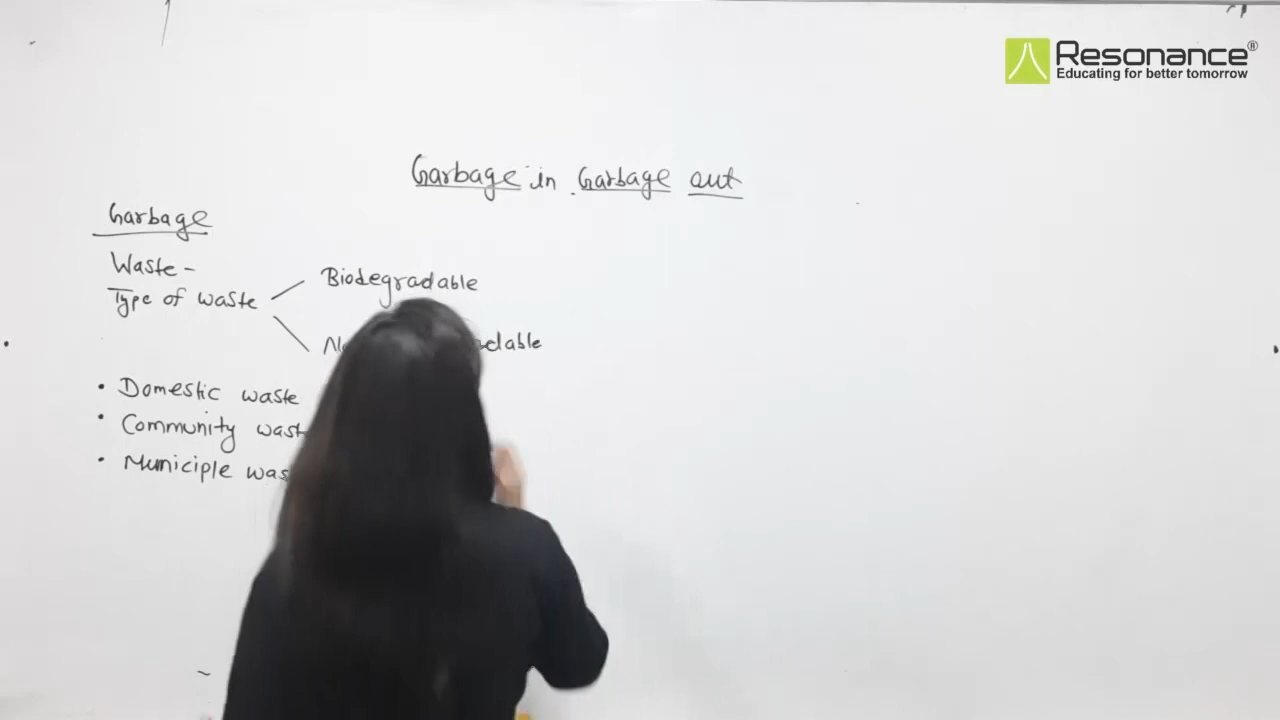 Resonance®
Educating for better tomorrow
Garbage in Garbage out
Garbage
Waste -
Type of waste
Biodegradable
• Domestic waste
• Community
• Municiple